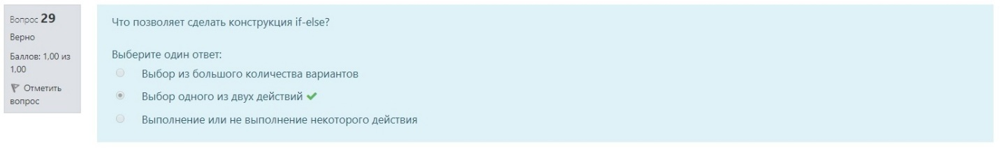 Вопрос 29
Верно
Баллов: 1,00 из
1,00
Отметить
вопрос
Что позволяет сделать конструкция if-else?
Выберите один ответ:
Выбор из большого количества вариантов
Выбор одного из двух действий
Выполнение или не выполнение некоторого действия